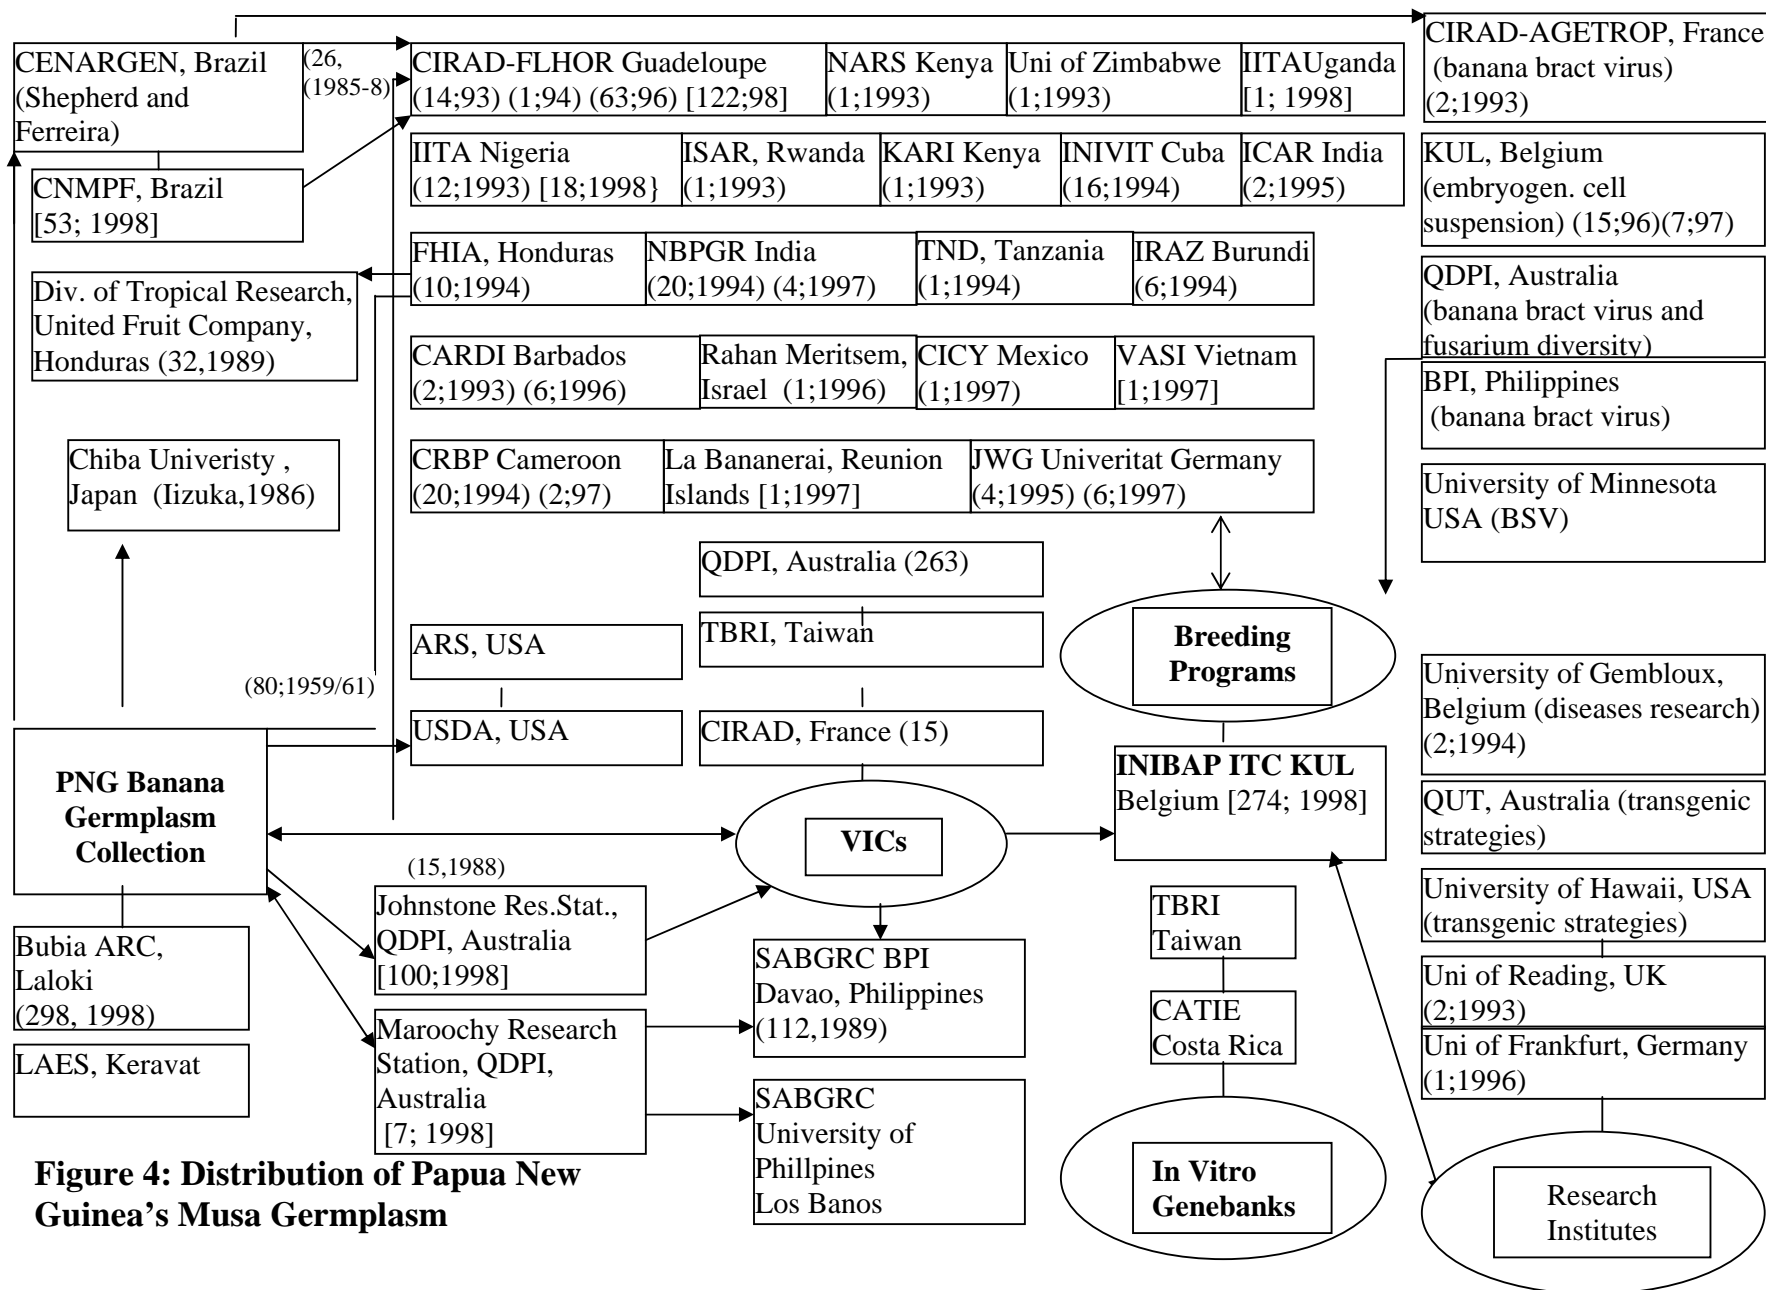 CENARGEN, Brazil
(Shepherd and
Ferreira)
(26,
(1985-8)
CIRAD-FLHOR Guadeloupe
(14;93) (1;94) (63;96) [122;98]
NARS Kenya
(1;1993)
Uni of Zimbabwe
(1;1993)
IITAUganda
[1; 1998]
CIRAD-AGETROP, France
(banana bract virus)
(2;1993)
CNMPF, Brazil
[53; 1998]
IITA Nigeria
(12;1993) [18;1998}
ISAR, Rwanda
(1;1993)
KARI Kenya
(1;1993)
INIVIT Cuba
(16;1994)
ICAR India
(2;1995)
KUL, Belgium
(embryogen. cell
suspension) (15;96)(7;97)
Div. of Tropical Research,
United Fruit Company,
Honduras (32,1989)
FHIA, Honduras
(10;1994)
NBPGR India
(20;1994) (4;1997)
TND, Tanzania
(1;1994)
IRAZ Burundi
(6;1994)
QDPI, Australia
(banana bract virus and
fusarium diversity)
CARDI Barbados
(2;1993) (6;1996)
Rahan Meritsem,
Israel (1;1996)
CICY Mexico
(1;1997)
VASI Vietnam
[1;1997]
BPI, Philippines
(banana bract virus)
Chiba Univeristy ,
Japan (Iizuka,1986)
CRBP Cameroon
(20;1994) (2;97)
La Bananerai, Reunion
Islands [1;1997]
JWG Univeritat Germany
(4;1995) (6;1997)
University of Minnesota
USA (BSV)
QDPI, Australia (263)
ARS, USA
TBRI, Taiwan
Breeding
Programs
(80;1959/61)
USDA, USA
CIRAD, France (15)
University of Gembloux,
Belgium (diseases research)
(2;1994)
PNG Banana
Germplasm
Collection
INIBAP ITC KUL
Belgium [274; 1998]
QUT, Australia (transgenic
strategies)
VICs
(15,1988)
Johnstone Res.Stat.,
QDPI, Australia
[100;1998]
TBRI
Taiwan
University of Hawaii, USA
(transgenic strategies)
Bubia ARC,
Laloki
(298, 1998)
SABGRC BPI
Davao, Philippines
(112,1989)
Uni of Reading, UK
(2;1993)
CATIE
Costa Rica
LAES, Keravat
Maroochy Research
Station, QDPI,
Australia
[7; 1998]
Uni of Frankfurt, Germany
(1;1996)
SABGRC
University of
Phillpines
Los Banos
In Vitro
Genebanks
Research
Institutes
Figure 4: Distribution of Papua New
Guinea’s Musa Germplasm